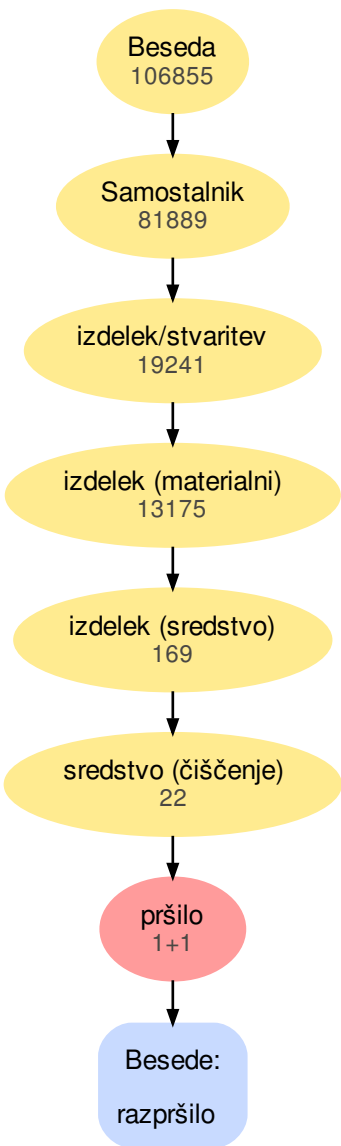 Beseda
106855
Samostalnik
81889
izdelek/stvaritev
19241
izdelek (materialni)
13175
izdelek (sredstvo)
169
sredstvo (čiščenje)
22
pršilo
1+1
Besede:
razpršilo